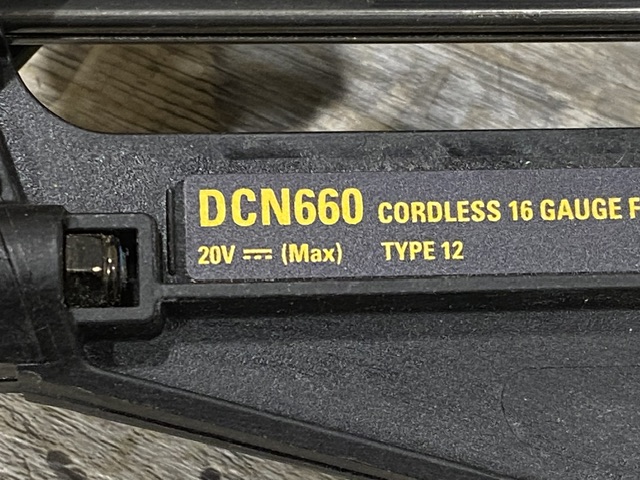 DCN660 CORDLESS 16 GAUGE F
20V ⎓ (Max) TYPE 12